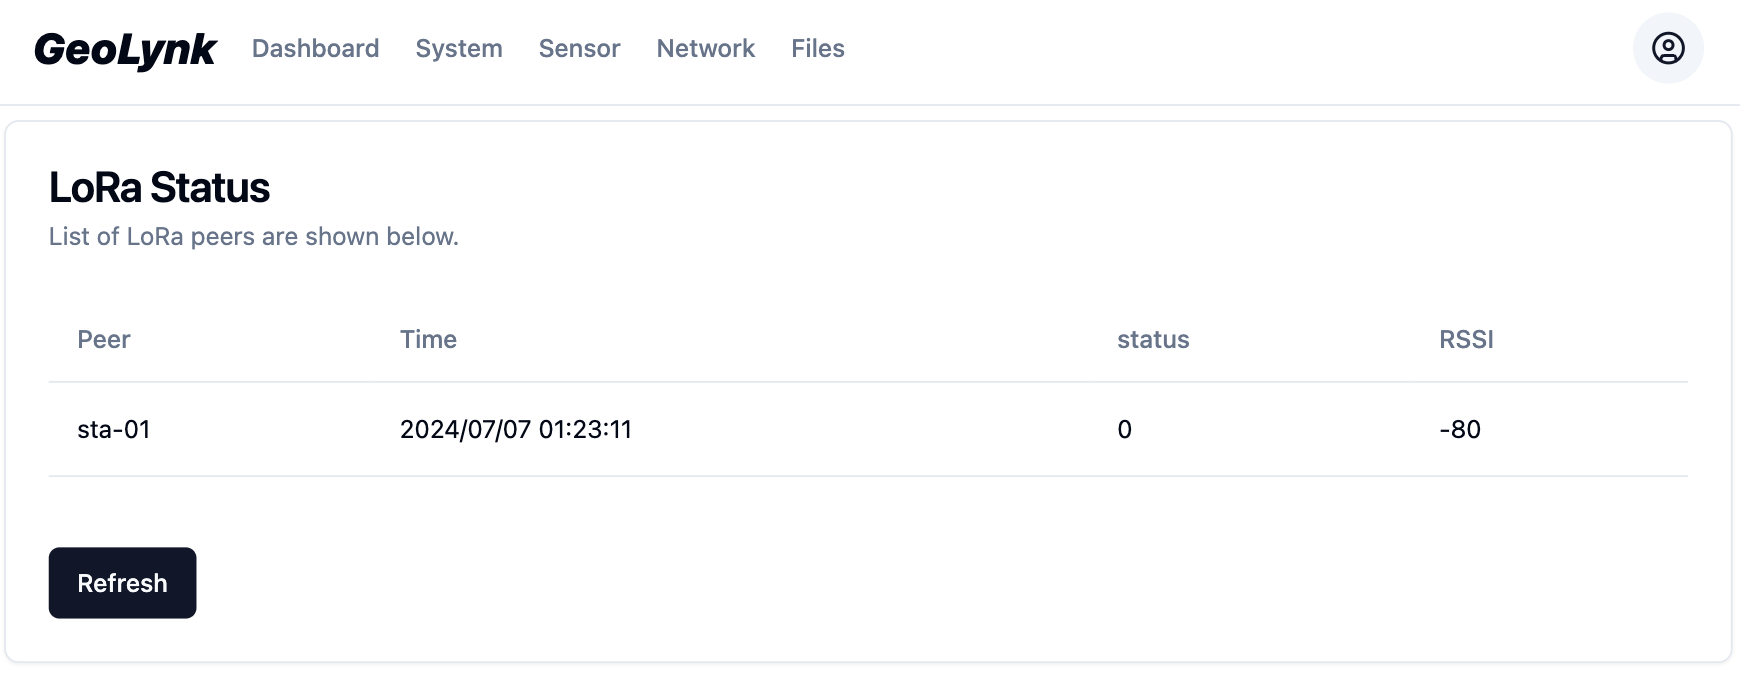 GeoLynk Dashboard System Sensor Network Files
LoRa Status
List of LoRa peers are shown below.
Peer Time status RSSI
sta-01 2024/07/07 01:23:11 0 -80
Refresh